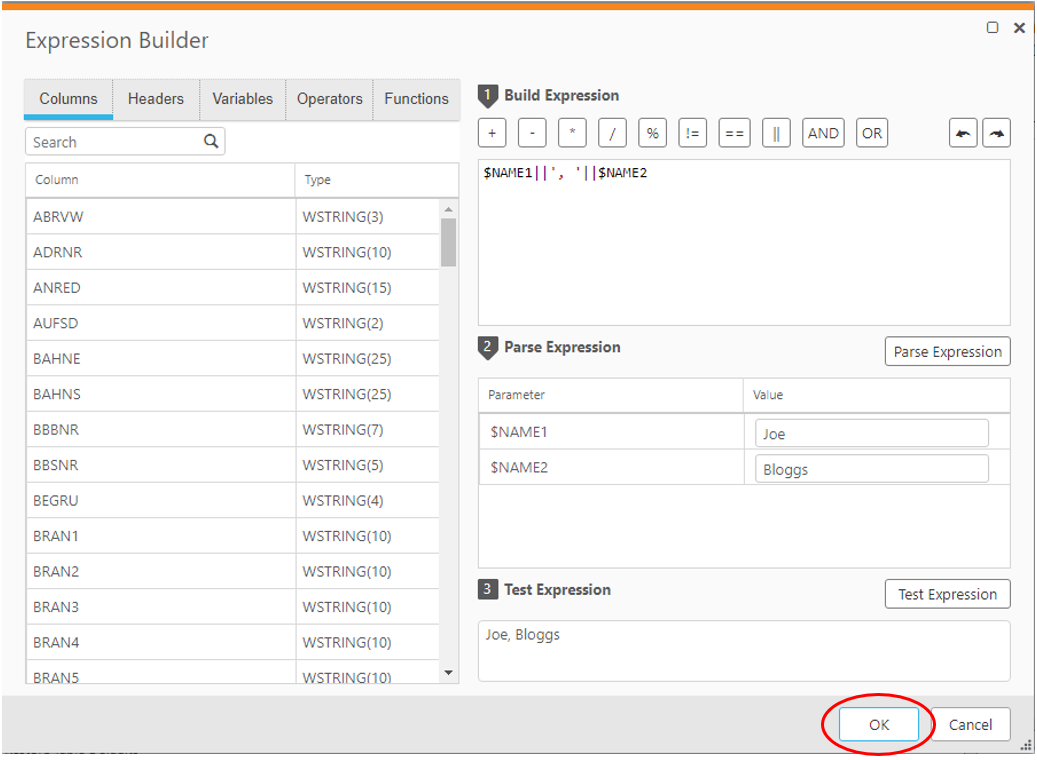 Expression Builder
Columns Headers Variables Operators Functions
Search
Column Type
ABRVW WSTRING(3)
ADRNR WSTRING(10)
ANRED WSTRING(15)
AUFSD WSTRING(2)
BAHNE WSTRING(25)
BAHNS WSTRING(25)
BBBNR WSTRING(7)
BBSNR WSTRING(5)
BEGRU WSTRING(4)
BRAN1 WSTRING(10)
BRAN2 WSTRING(10)
BRAN3 WSTRING(10)
BRAN4 WSTRING(10)
BRAN5 WSTRING(10)
1 Build Expression
+ - * / % != == || AND OR
$NAME1||', '||$NAME2
2 Parse Expression Parse Expression
Parameter Value
$NAME1 Joe
$NAME2 Bloggs
3 Test Expression Test Expression
Joe, Bloggs
OK Cancel